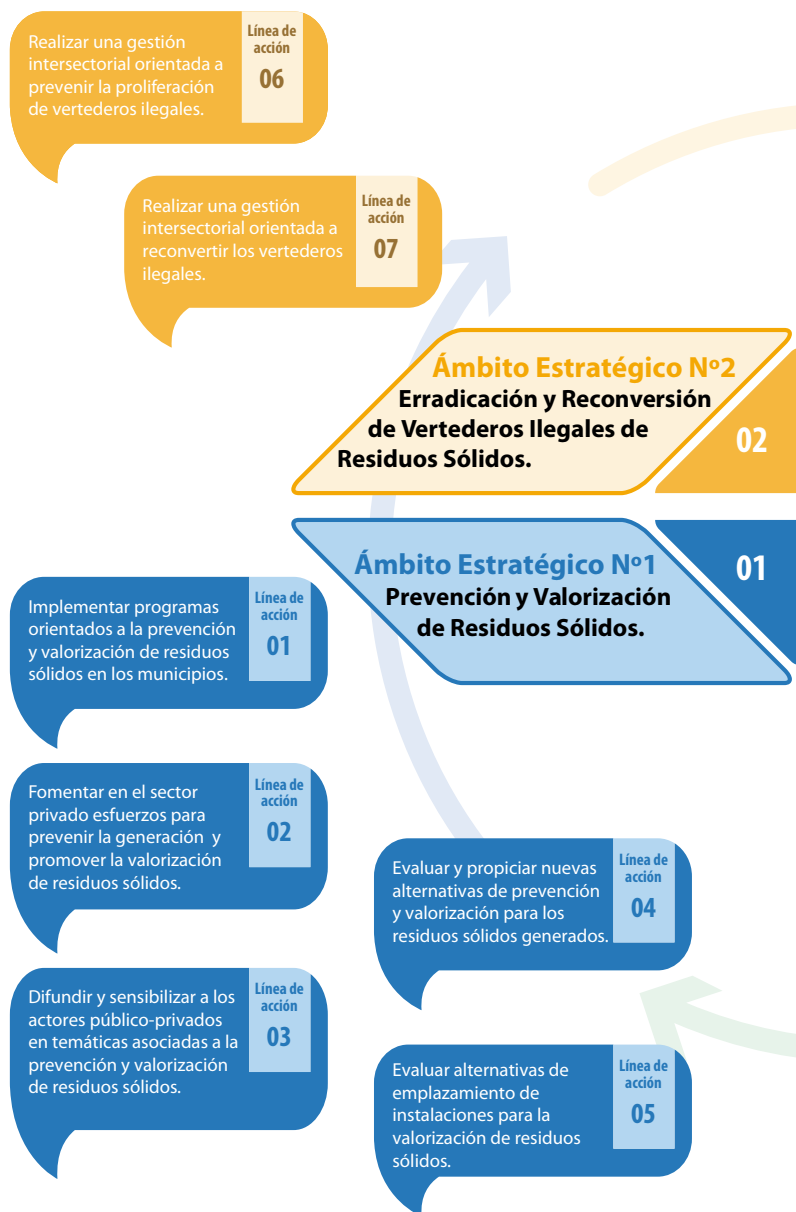 Realizar una gestión
intersectorial orientada a
prevenir la proliferación
de vertederos ilegales.
Línea de
acción
06
Realizar una gestión
intersectorial orientada a
reconvertir los vertederos
ilegales.
Línea de
acción
07
Ámbito Estratégico Nº2
Erradicación y Reconversión
de Vertederos Ilegales de
Residuos Sólidos.
02
Ámbito Estratégico Nº1
Prevención y Valorización
de Residuos Sólidos.
01
Implementar programas
orientados a la prevención
y valorización de residuos
sólidos en los municipios.
Línea de
acción
01
Fomentar en el sector
privado esfuerzos para
prevenir la generación y
promover la valorización
de residuos sólidos.
Línea de
acción
02
Difundir y sensibilizar a los
actores público-privados
en temáticas asociadas a la
prevención y valorización
de residuos sólidos.
Línea de
acción
03
Evaluar y propiciar nuevas
alternativas de prevención
y valorización para los
residuos sólidos generados.
Línea de
acción
04
Evaluar alternativas de
emplazamiento de
instalaciones para la
valorización de residuos
sólidos.
Línea de
acción
05